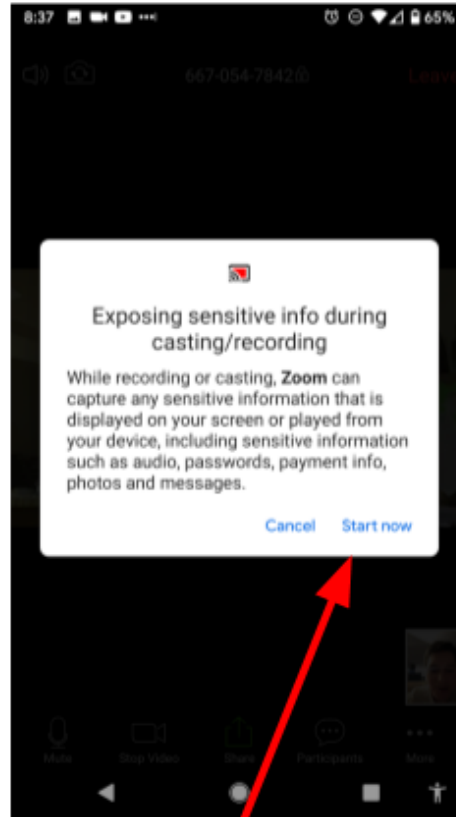 8:37 65%
667-054-7842 Leave
Exposing sensitive info during
casting/recording
While recording or casting, Zoom can
capture any sensitive information that is
displayed on your screen or played from
your device, including sensitive information
such as audio, passwords, payment info,
photos and messages.
Cancel Start now
Mute Stop Video Share Participants More